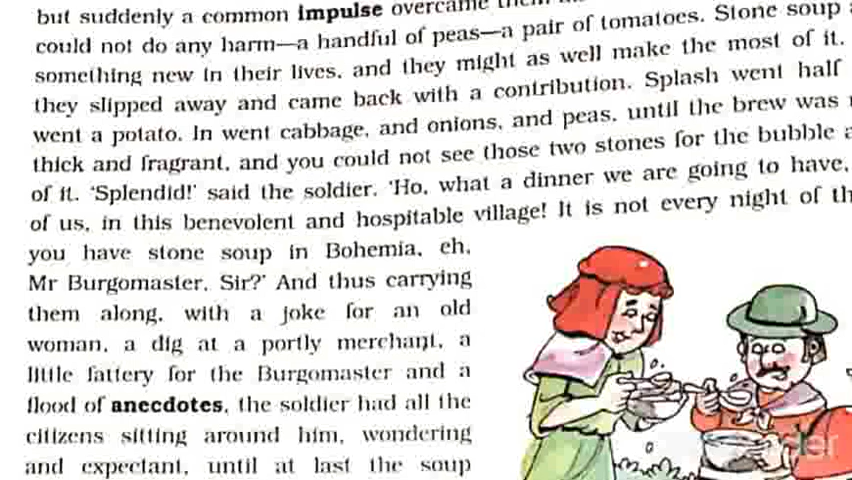 but suddenly a common impulse overcame
could not do any harm—a handful of peas—a pair of tomatoes. Stone soup
something new in their lives, and they might as well make the most of it.
they slipped away and came back with a contribution. Splash went half
went a potato. In went cabbage, and onions, and peas, until the brew was
thick and fragrant, and you could not see those two stones for the bubble
of it. 'Splendid!' said the soldier. 'Ho, what a dinner we are going to have,
of us, in this benevolent and hospitable village! It is not every night of
you have stone soup in Bohemia, eh,
Mr Burgomaster, Sir?' And thus carrying
them along, with a joke for an old
woman, a dig at a portly merchant, a
little fattery for the Burgomaster and a
flood of anecdotes, the soldier had all the
citizens sitting around him, wondering
and expectant, until at last the soup